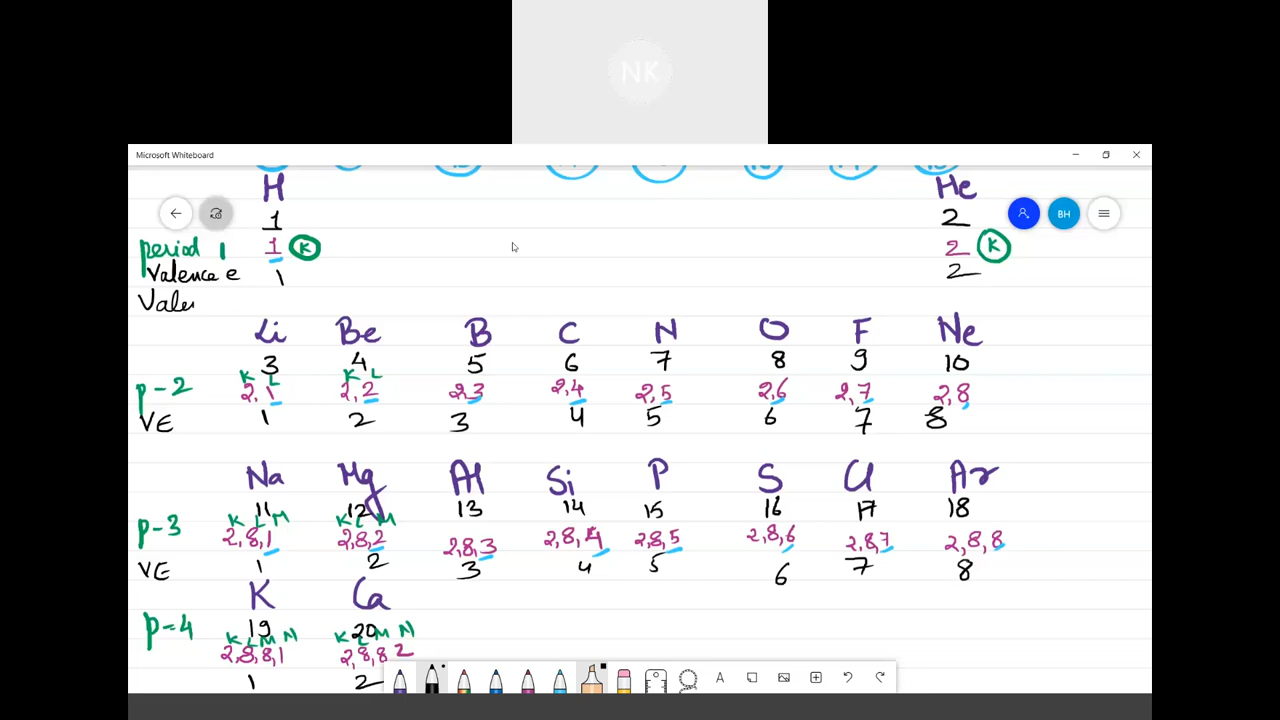 NK
Microsoft Whiteboard
H He
1 2
BH
period 1 1 K 2 K
Valence e 1 2
Vale
Li Be B C N O F Ne
3 4 5 6 7 8 9 10
K L K L
p-2 2,1 2,2 2,3 2,4 2,5 2,6 2,7 2,8
VE 1 2 3 4 5 6 7 8
Na Mg Al Si P S Cl Ar
11 12 13 14 15 16 17 18
K L M K L M
p-3 2,8,1 2,8,2 2,8,3 2,8,4 2,8,5 2,8,6 2,8,7 2,8,8
VE 1 2 3 4 5 6 7 8
K Ca
p=4 19 20
K L M N K L M N
2,8,8,1 2,8,8 2
1 2
A